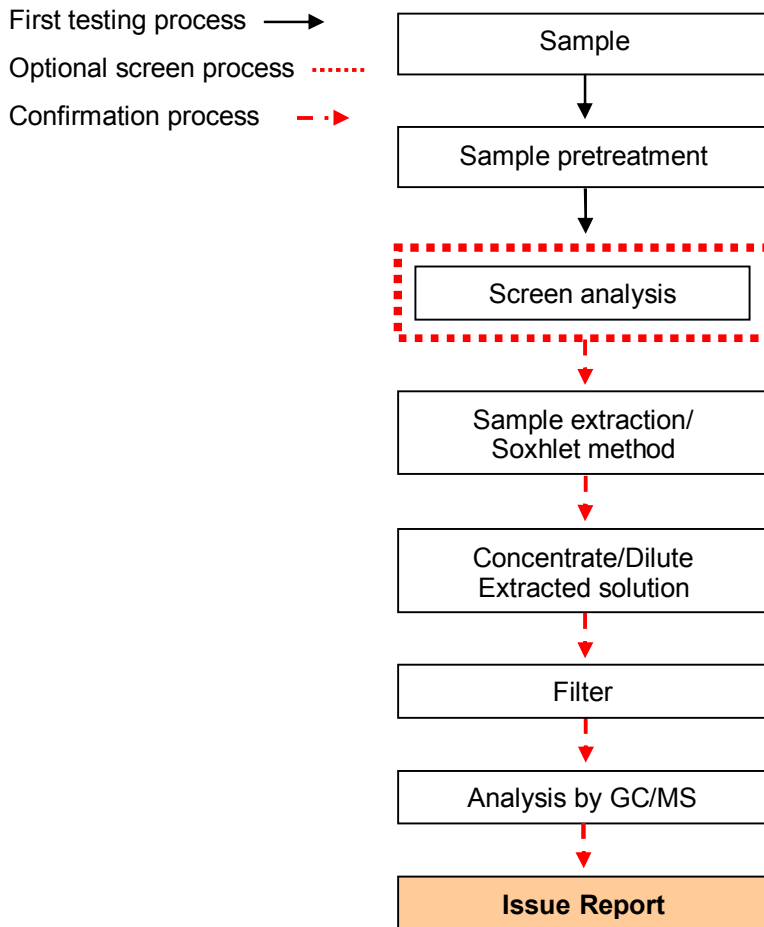 First testing process
Optional screen process
Confirmation process
Sample
Sample pretreatment
Screen analysis
Sample extraction/
Soxhlet method
Concentrate/Dilute
Extracted solution
Filter
Analysis by GC/MS
Issue Report